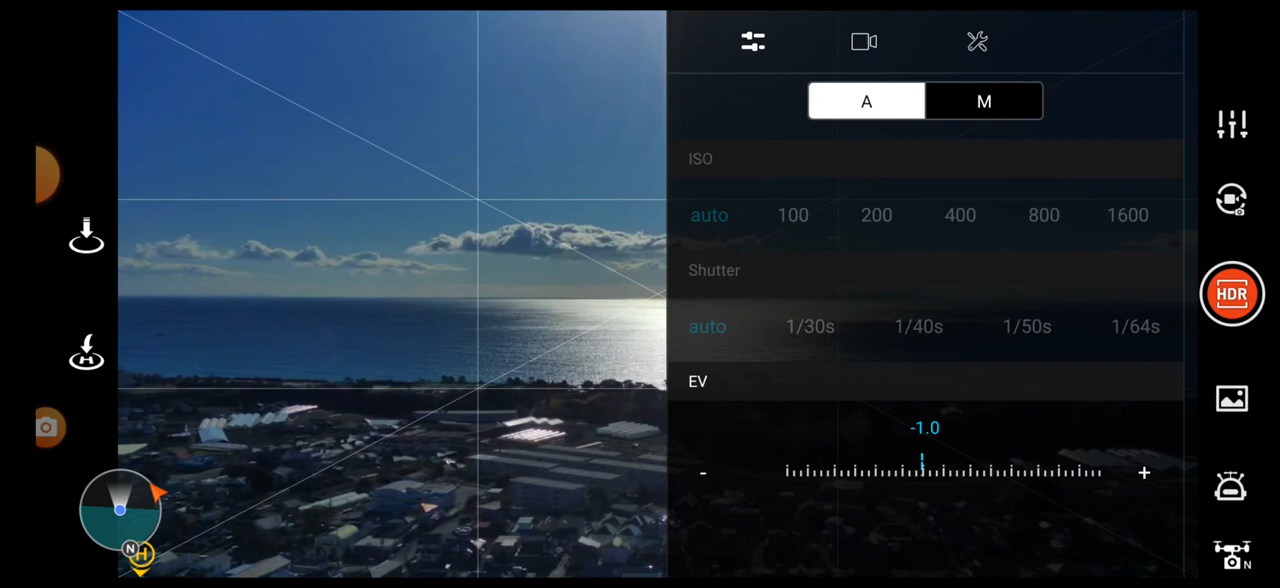 A M
ISO
auto 100 200 400 800 1600
Shutter
auto 1/30s 1/40s 1/50s 1/64s
EV
-1.0
- +
HDR
H
N H
N